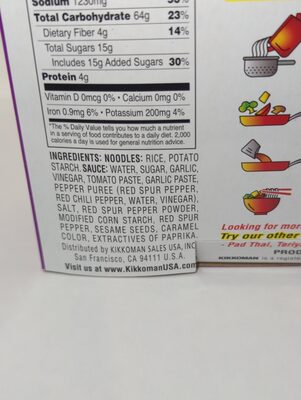 Sodium 1230mg 53%
Total Carbohydrate 64g 23%
Dietary Fiber 4g 14%
Total Sugars 15g
Includes 15g Added Sugars 30%
Protein 4g
Vitamin D 0mcg 0% • Calcium 0mg 0%
Iron 0.9mg 6% • Potassium 200mg 4%
*The % Daily Value tells you how much a nutrient
in a serving of food contributes to a daily diet. 2,000
calories a day is used for general nutrition advice.
INGREDIENTS: NOODLES: RICE, POTATO
STARCH. SAUCE: WATER, SUGAR, GARLIC,
VINEGAR, TOMATO PASTE, GARLIC PASTE,
PEPPER PUREE (RED SPUR PEPPER,
RED CHILI PEPPER, WATER, VINEGAR),
SALT, RED SPUR PEPPER POWDER,
MODIFIED CORN STARCH, RED SPUR
PEPPER, SESAME SEEDS, CARAMEL
COLOR, EXTRACTIVES OF PAPRIKA.
Distributed by KIKKOMAN SALES USA, INC.
San Francisco, CA 94111 U.S.A.
Visit us at www.KikkomanUSA.com
Looking for mor
Try our other
- Pad Thai, Teriy
PROD
KIKKOMAN is a registe